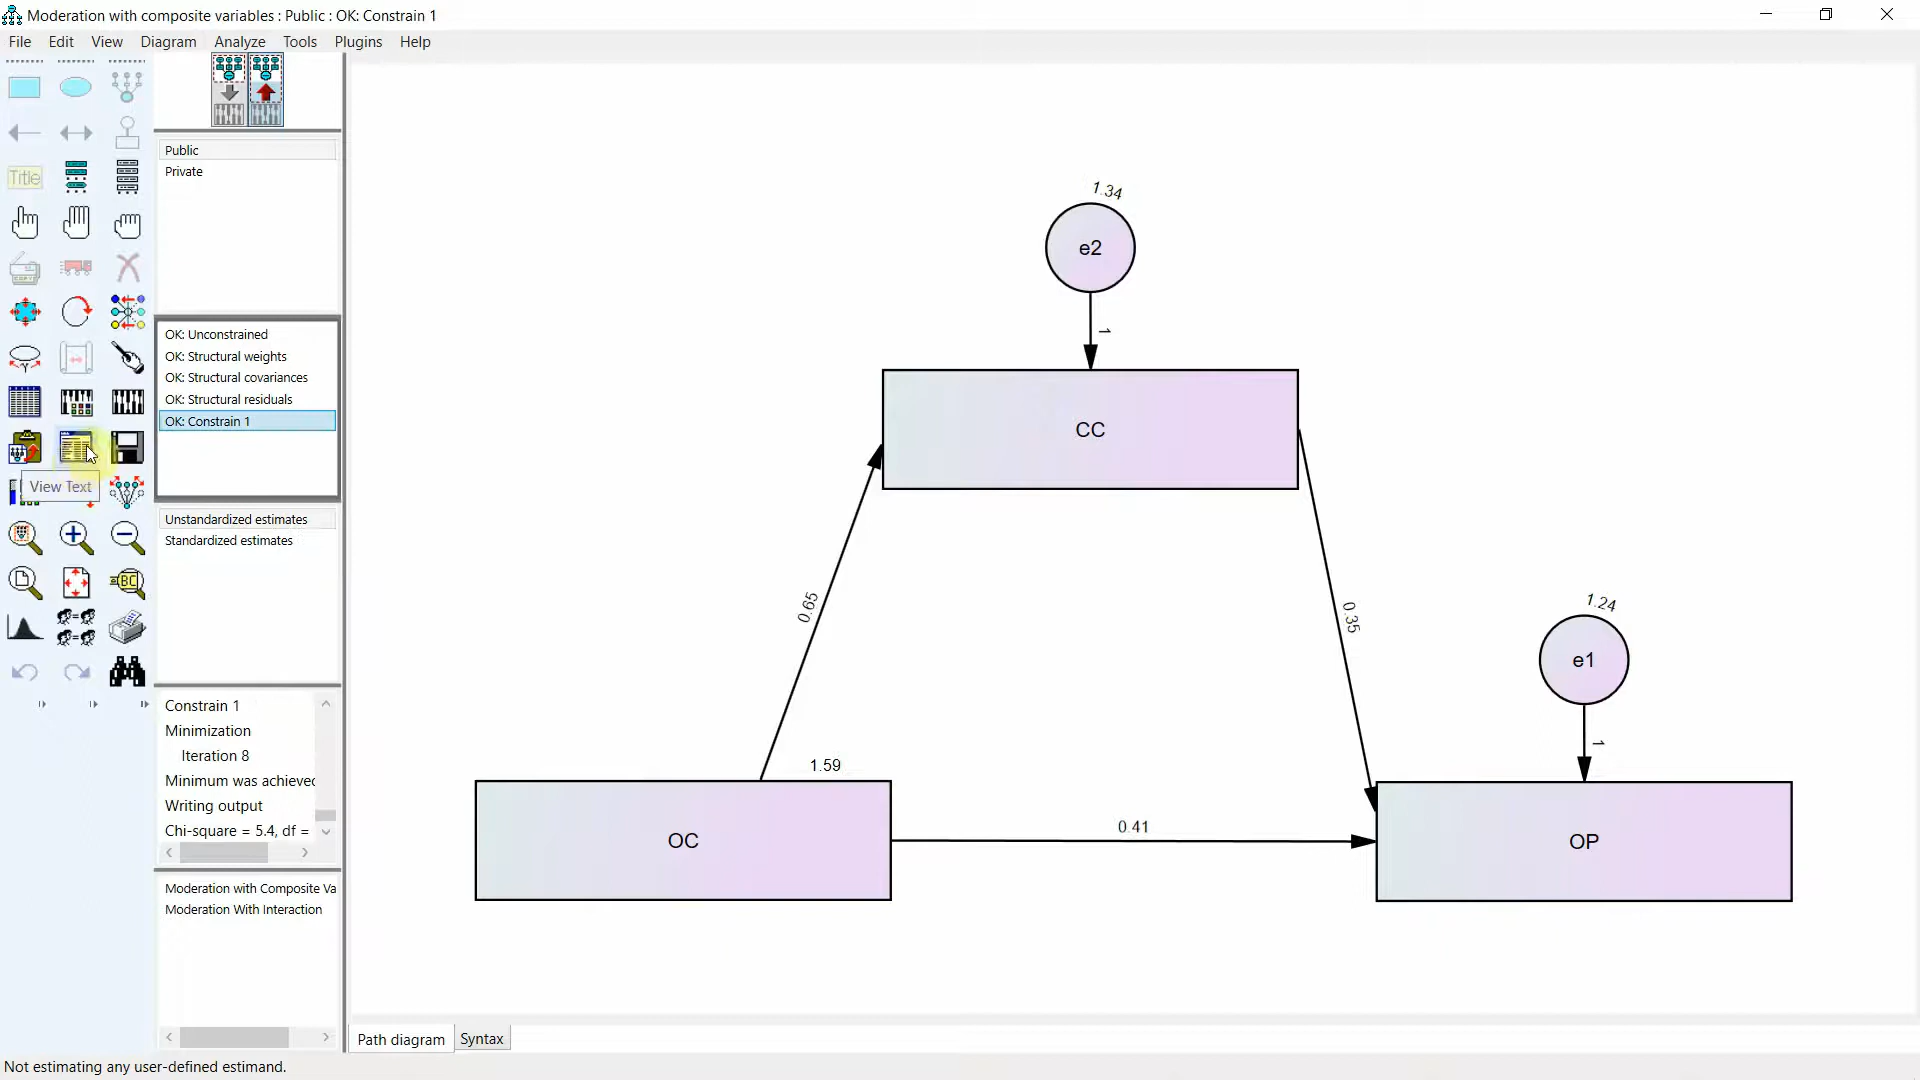 Moderation with composite variables : Public : OK: Constrain 1
File Edit View Diagram Analyze Tools Plugins Help
Title
Public
Private
OK: Unconstrained
OK: Structural weights
OK: Structural covariances
OK: Structural residuals
OK: Constrain 1
View Text
Unstandardized estimates
Standardized estimates
BC
Constrain 1
Minimization
Iteration 8
Minimum was achieved
Writing output
Chi-square = 5.4, df =
Moderation with Composite Va
Moderation With Interaction
1.34
e2
1
CC
0.65
0.35
1.24
e1
1
1.59
OC
0.41
OP
Path diagram Syntax
Not estimating any user-defined estimand.